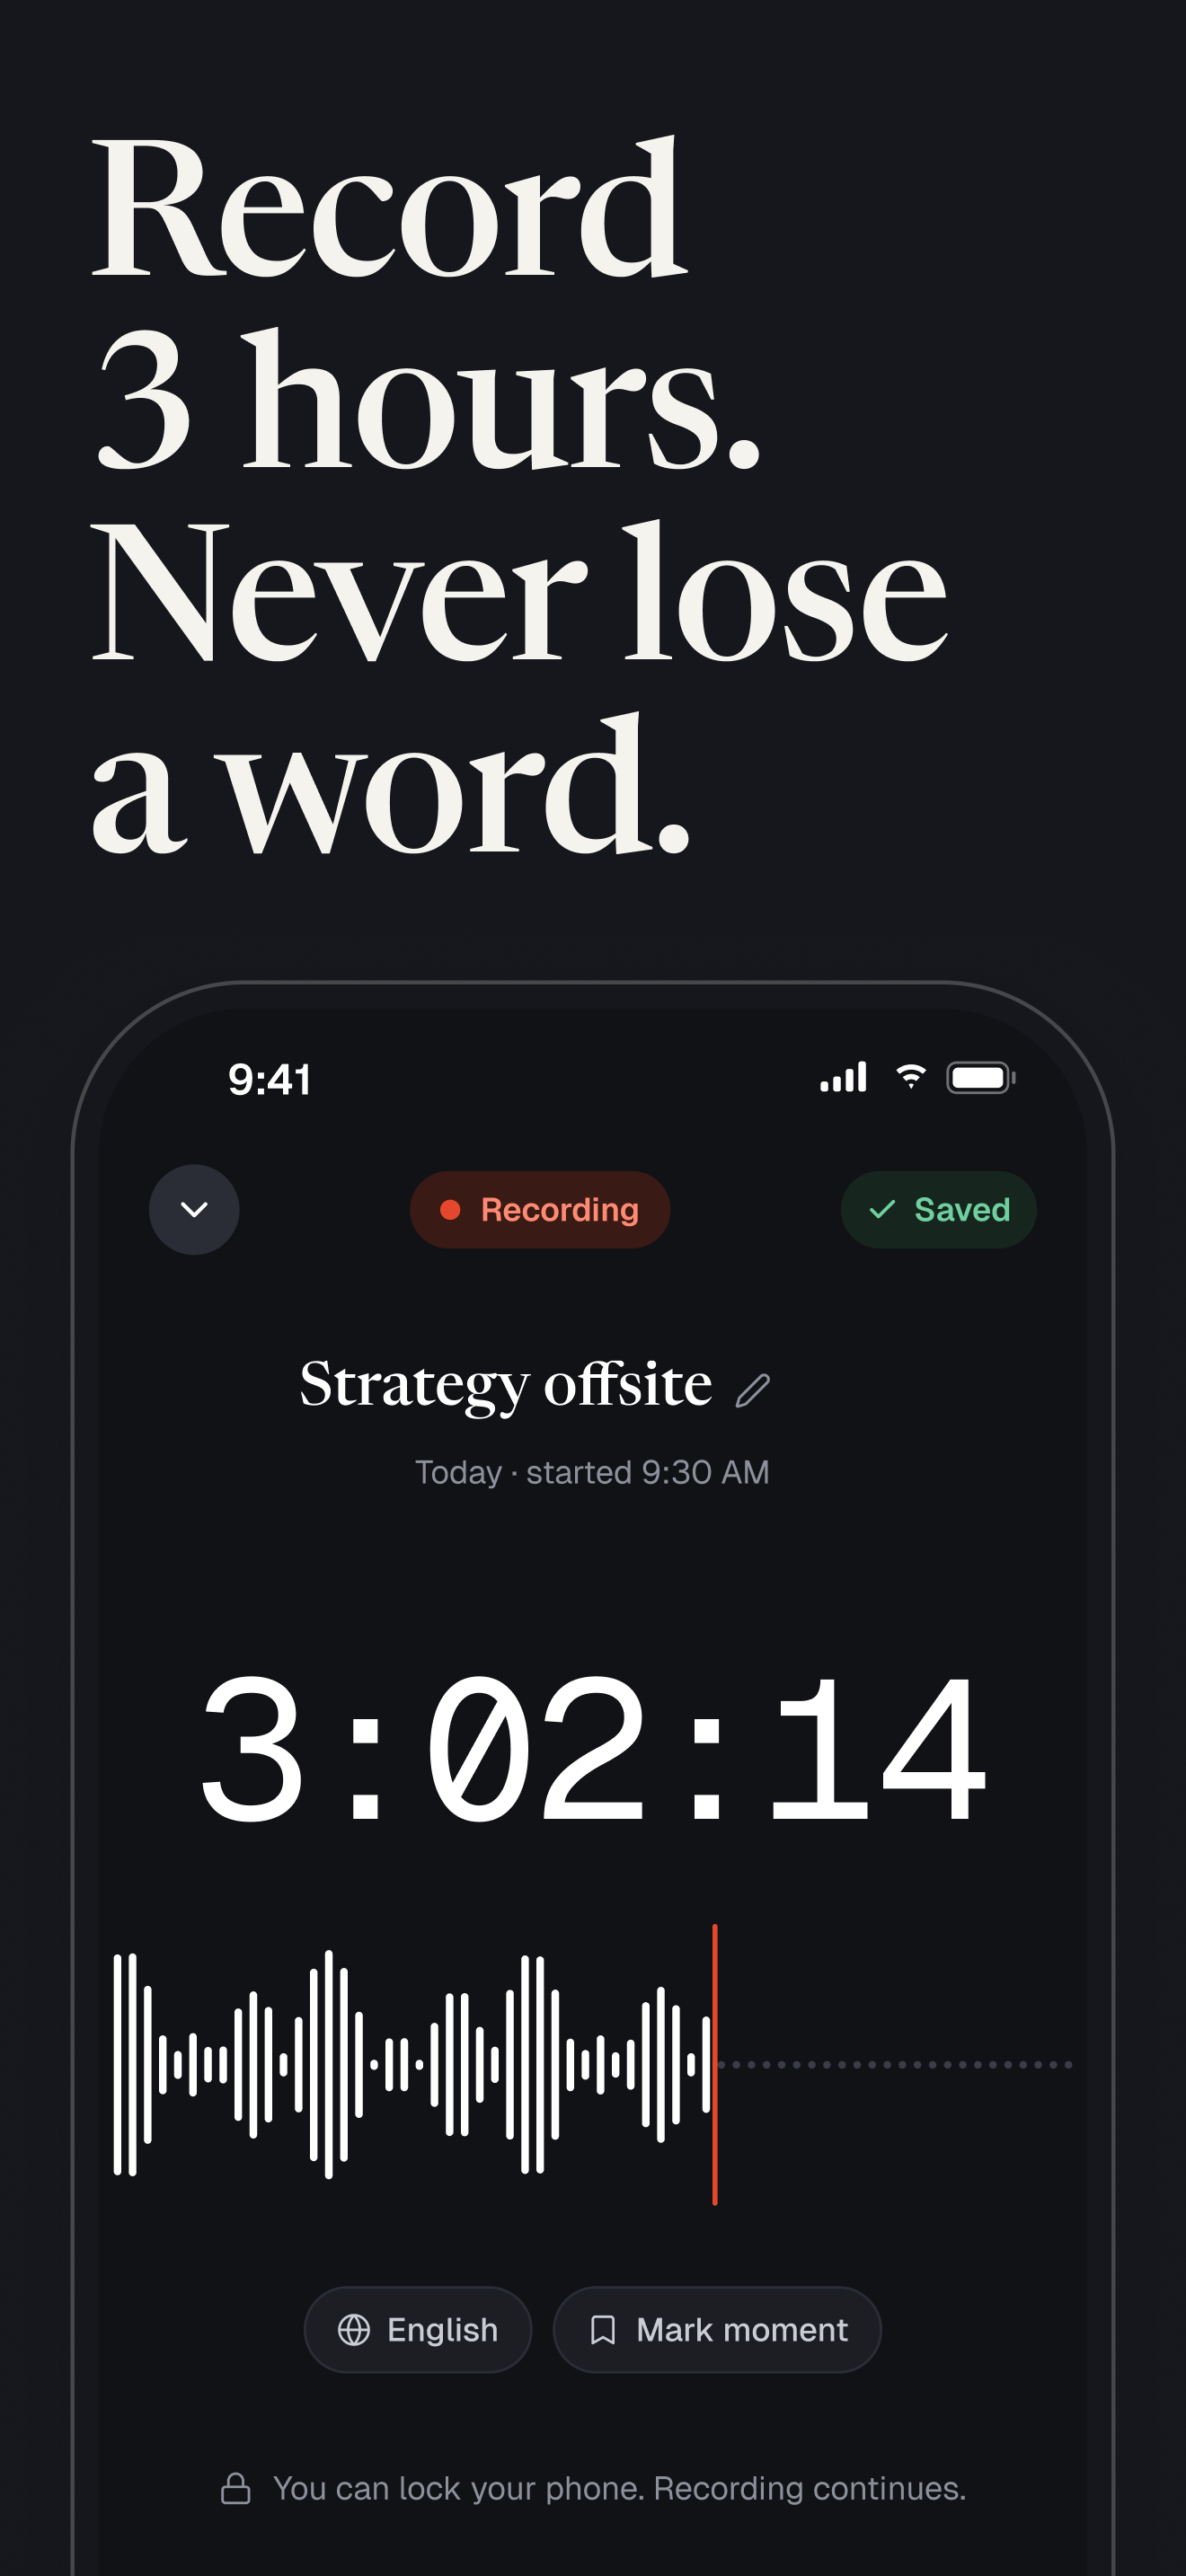 Record
3 hours.
Never lose
a word.
9:41
Recording
Saved
Strategy offsite
Today · started 9:30 AM
3:02:14
English
Mark moment
You can lock your phone. Recording continues.